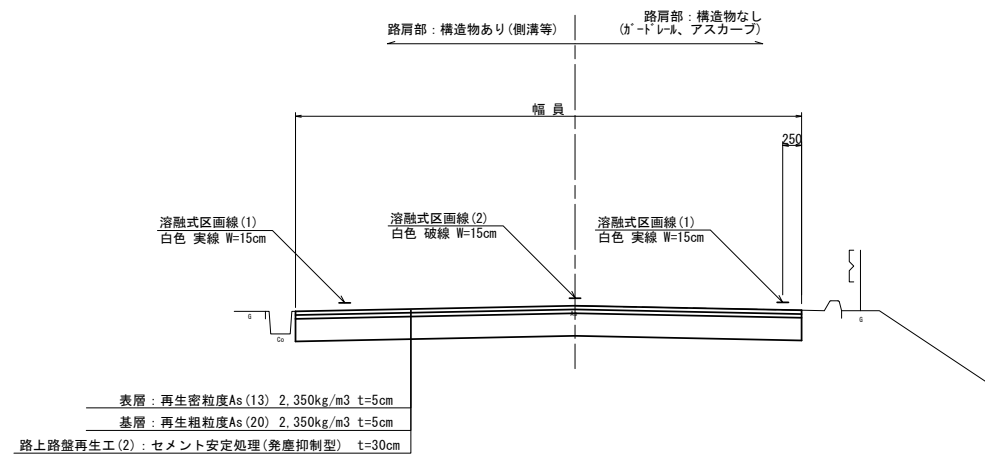 路肩部：構造物あり(側溝等)
路肩部：構造物なし
(ｶﾞｰﾄﾞﾚｰﾙ、アスカーブ)
幅 員
250
溶融式区画線(1)
白色 実線 W=15cm
溶融式区画線(2)
白色 破線 W=15cm
溶融式区画線(1)
白色 実線 W=15cm
G
Co
As
G
表層：再生密粒度As(13) 2,350kg/m3 t=5cm
基層：再生粗粒度As(20) 2,350kg/m3 t=5cm
路上路盤再生工(2)：セメント安定処理(発塵抑制型) t=30cm